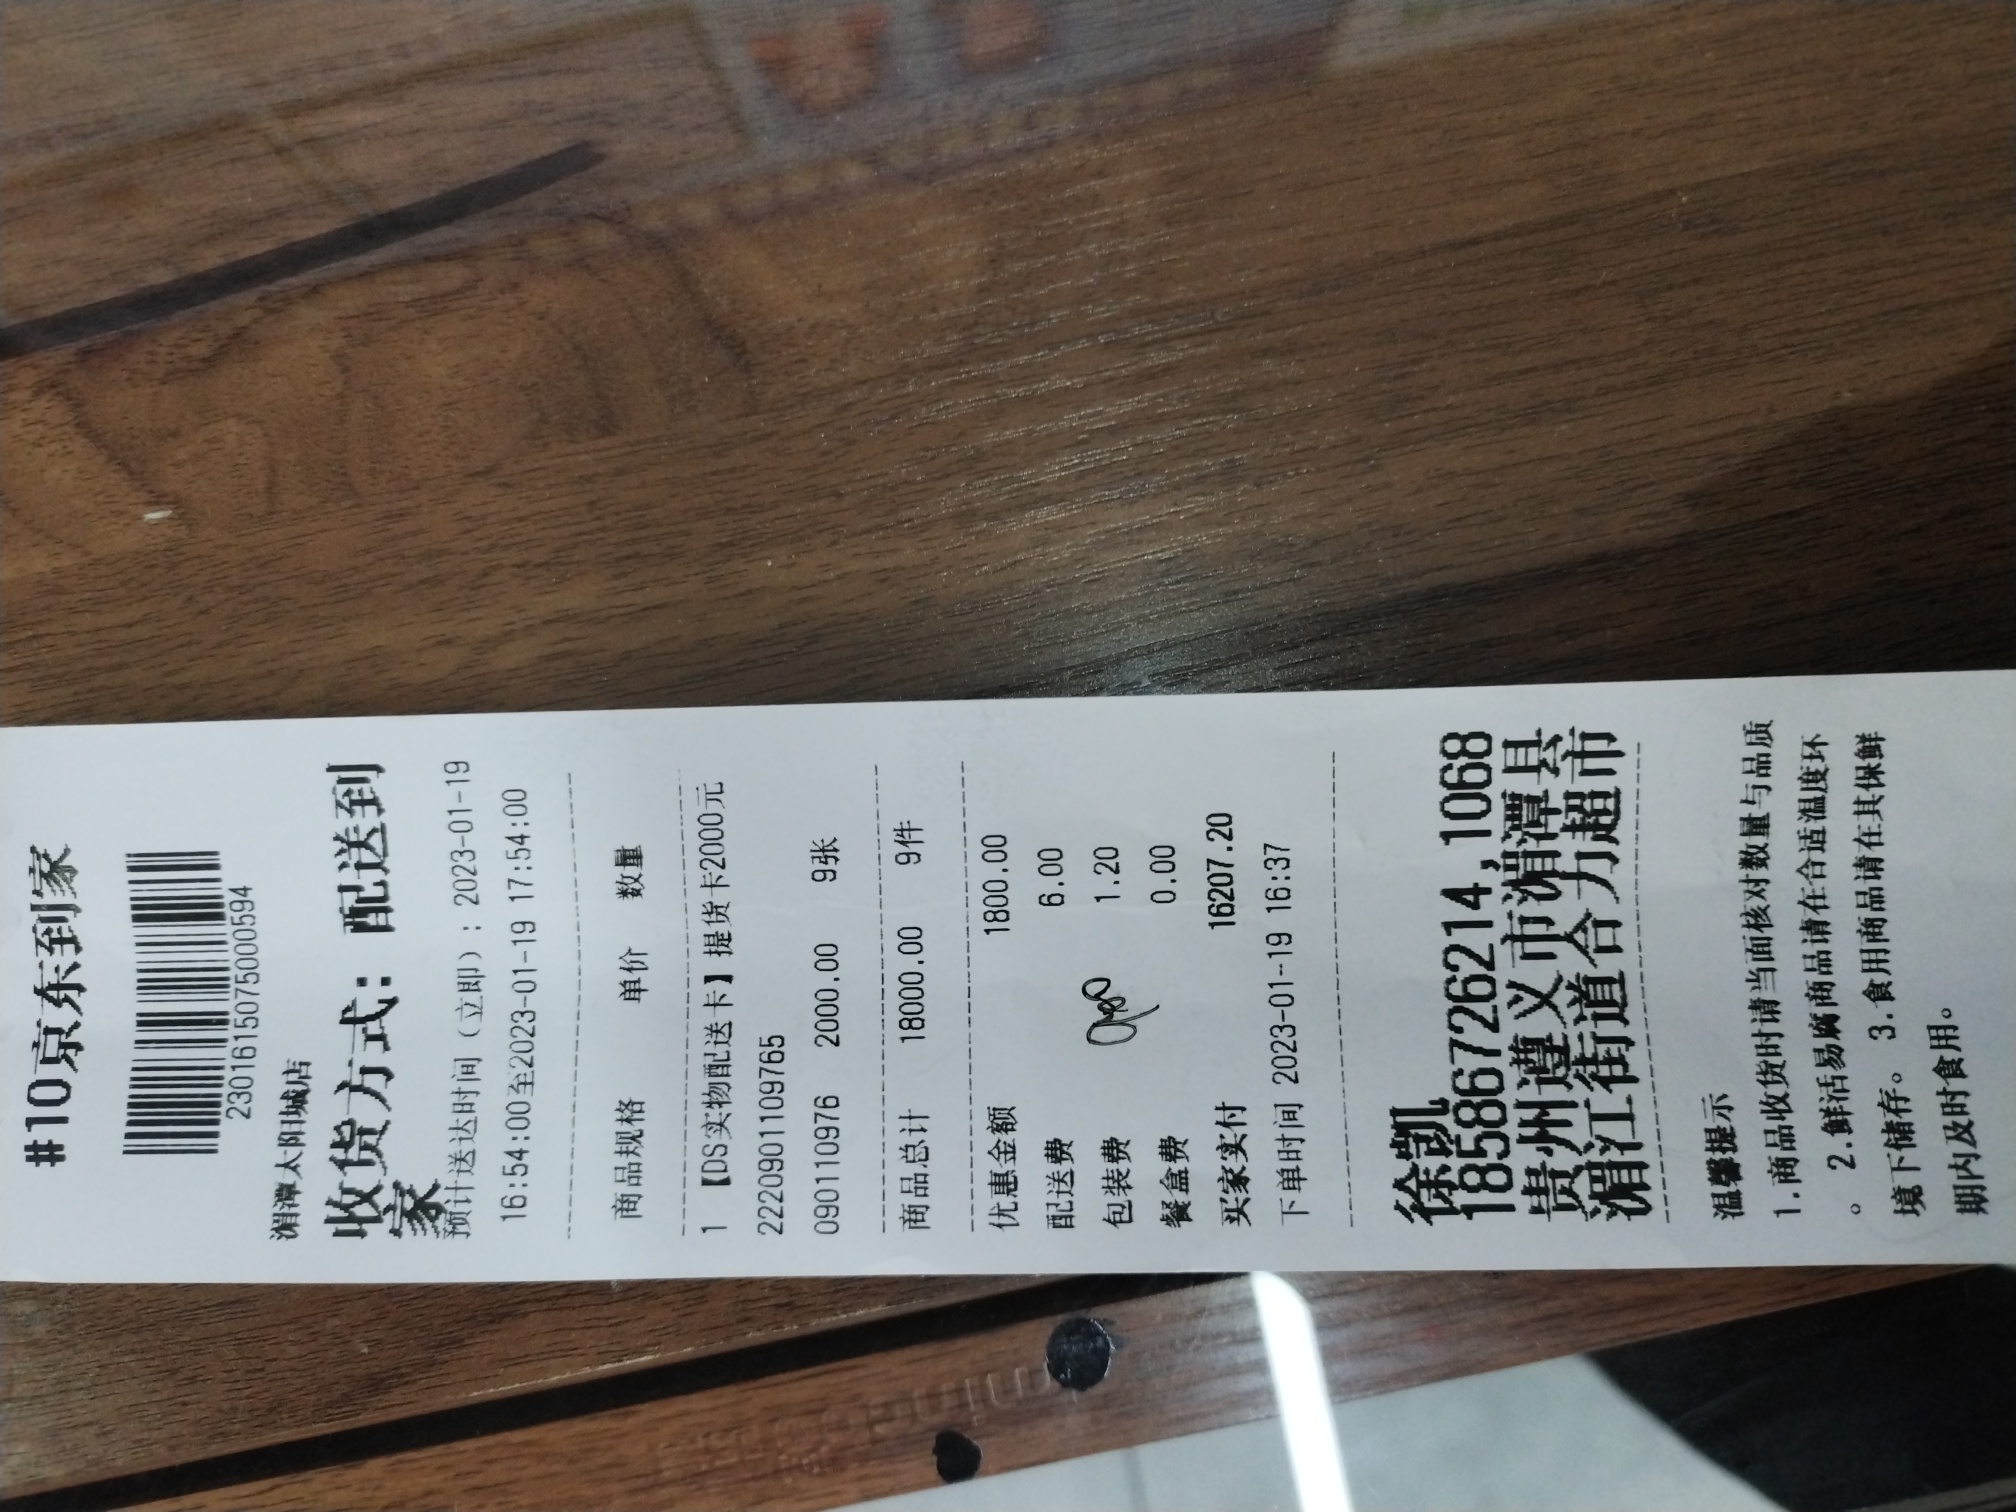 #10京东到家
2301615075000594
湄潭太阳城店
收货方式：配送到
家
预计送达时间（立即）：2023-01-19
16:54:00至2023-01-19 17:54:00
商品规格 单价 数量
1 【DS实物配送卡】提货卡2000元
2220901109765
0901110976 2000.00 9张
商品总计 18000.00 9件
优惠金额 1800.00
配送费 6.00
包装费 1.20
餐盒费 0.00
买家实付 16207.20
下单时间 2023-01-19 16:37
徐凯
18586726214,1068
贵州遵义市湄潭县
湄江街道合力超市
温馨提示
1.商品收货时请当面核对数量与品质
。 2.鲜活易腐商品请在合适温度环
境下储存。 3.食用商品请在其保鲜
期内及时食用。